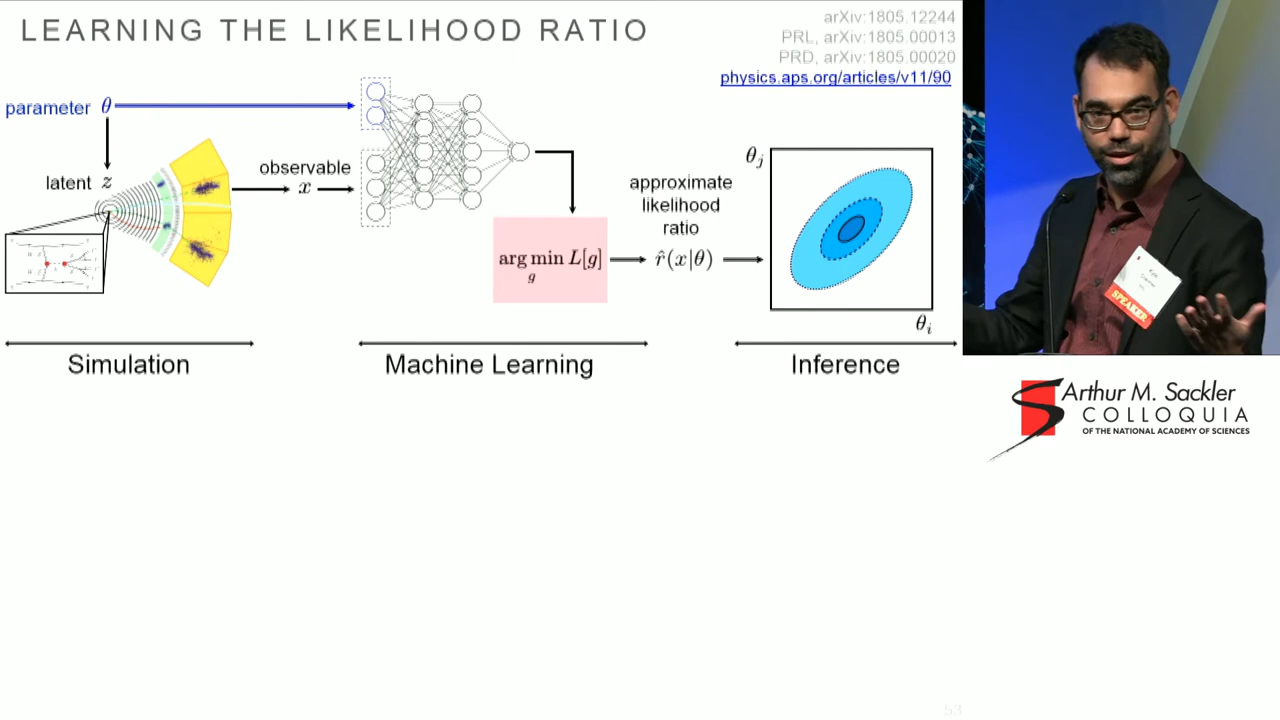 LEARNING THE LIKELIHOOD RATIO
arXiv:1805.12244
PRL, arXiv:1805.00013
PRD, arXiv:1805.00020
physics.aps.org/articles/v11/90
parameter θ
latent z
observable
x
arg min L[g]
g
approximate
likelihood
ratio
r̂(x|θ)
θj
θi
Simulation
Machine Learning
Inference
SPEAKER
Arthur M. Sackler
COLLOQUIA
OF THE NATIONAL ACADEMY OF SCIENCES
53